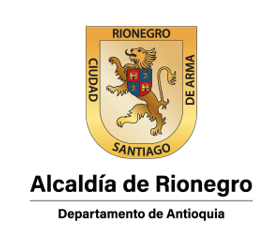 RIONEGRO
CIUDAD
DE ARMA
SANTIAGO
Alcaldía de Rionegro
Departamento de Antioquia